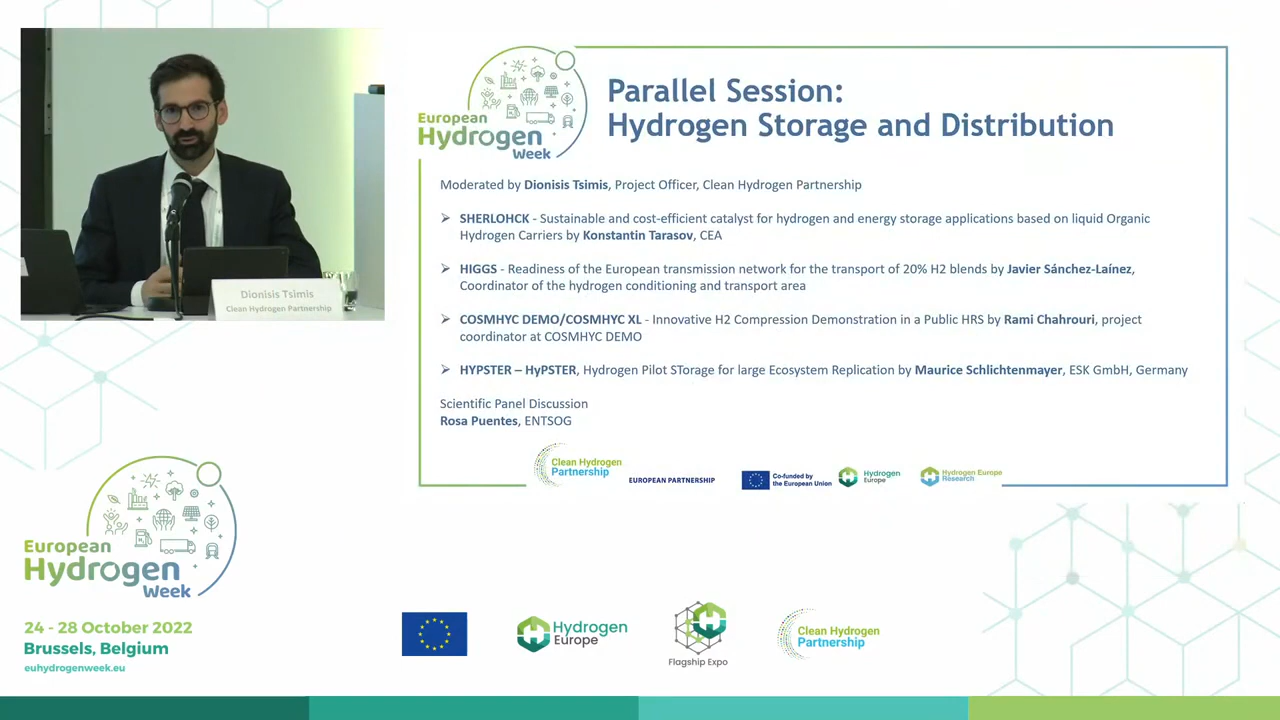 Dionisis Tsimis
Clean Hydrogen Partnership
European
Hydrogen
Week
Parallel Session:
Hydrogen Storage and Distribution
Moderated by Dionisis Tsimis, Project Officer, Clean Hydrogen Partnership
➢ SHERLOHCK - Sustainable and cost-efficient catalyst for hydrogen and energy storage applications based on liquid Organic
Hydrogen Carriers by Konstantin Tarasov, CEA
➢ HIGGS - Readiness of the European transmission network for the transport of 20% H2 blends by Javier Sánchez-Laínez,
Coordinator of the hydrogen conditioning and transport area
➢ COSMHYC DEMO/COSMHYC XL - Innovative H2 Compression Demonstration in a Public HRS by Rami Chahrouri, project
coordinator at COSMHYC DEMO
➢ HYPSTER – HyPSTER, Hydrogen Pilot STorage for large Ecosystem Replication by Maurice Schlichtenmayer, ESK GmbH, Germany
Scientific Panel Discussion
Rosa Puentes, ENTSOG
Clean Hydrogen
Partnership
EUROPEAN PARTNERSHIP
Co-funded by
the European Union
Hydrogen
Europe
Hydrogen Europe
Research
European
Hydrogen
Week
24 - 28 October 2022
Brussels, Belgium
euhydrogenweek.eu
Hydrogen
Europe
Flagship Expo
Clean Hydrogen
Partnership